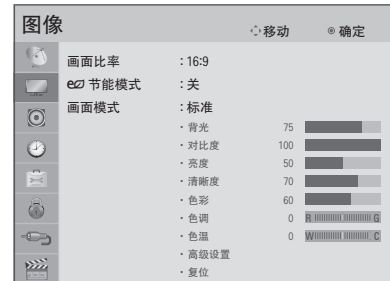 图像 移动 确定
画面比率 : 16:9
节能模式 : 关
画面模式 : 标准
· 背光 75
· 对比度 100
· 亮度 50
· 清晰度 70
· 色彩 60
· 色调 0 R G
· 色温 0 W C
· 高级设置
· 复位